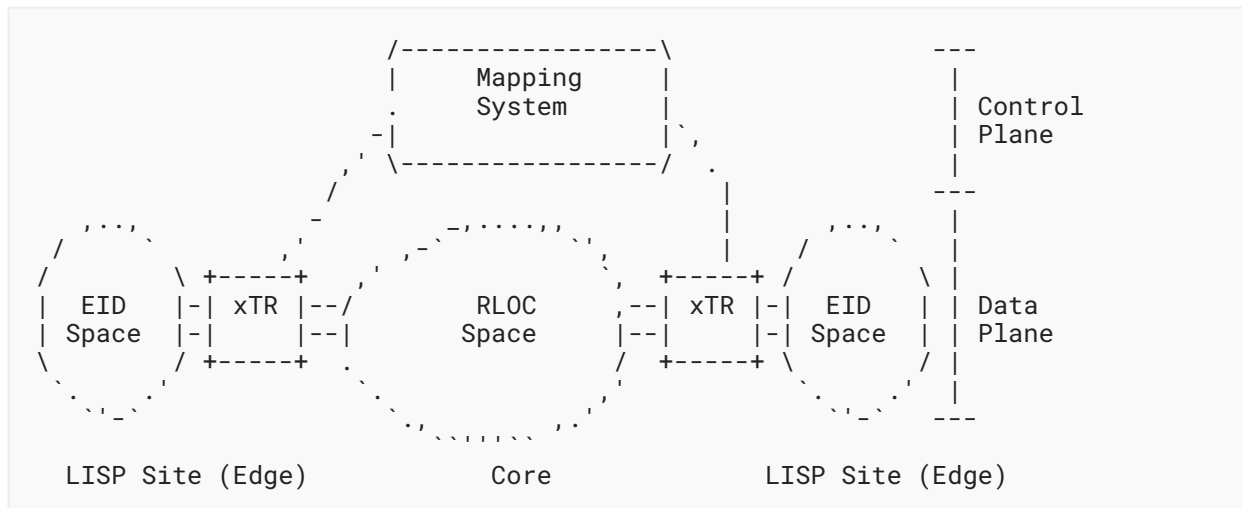 Mapping
System
Control
Plane
EID
Space
xTR
RLOC
Space
xTR
EID
Space
Data
Plane
LISP Site (Edge)
Core
LISP Site (Edge)